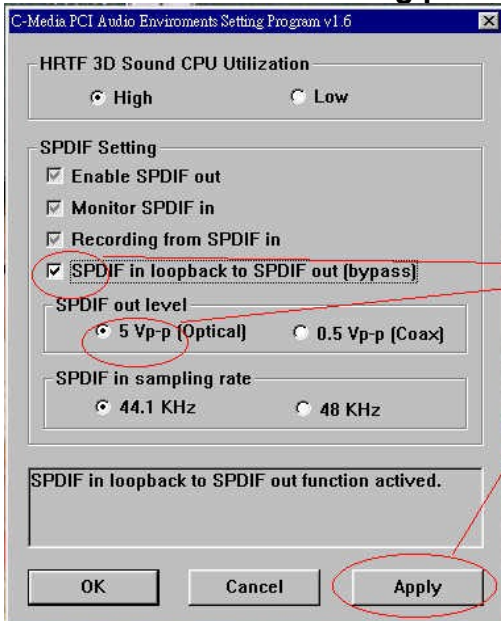 C-Media PCI Audio Enviroments Setting Program v1.6
HRTF 3D Sound CPU Utilization
High Low
SPDIF Setting
Enable SPDIF out
Monitor SPDIF in
Recording from SPDIF in
SPDIF in loopback to SPDIF out (bypass)
SPDIF out level
5 Vp-p (Optical) 0.5 Vp-p (Coax)
SPDIF in sampling rate
44.1 KHz 48 KHz
SPDIF in loopback to SPDIF out function actived.
OK Cancel Apply